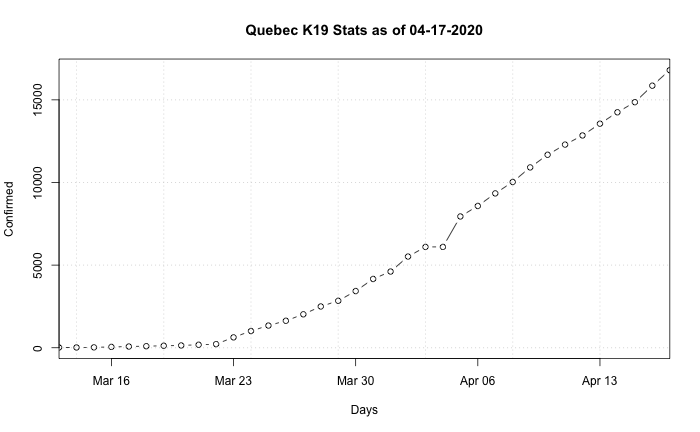 Quebec K19 Stats as of 04-17-2020
Confirmed
15000
10000
5000
0
Mar 16 Mar 23 Mar 30 Apr 06 Apr 13
Days